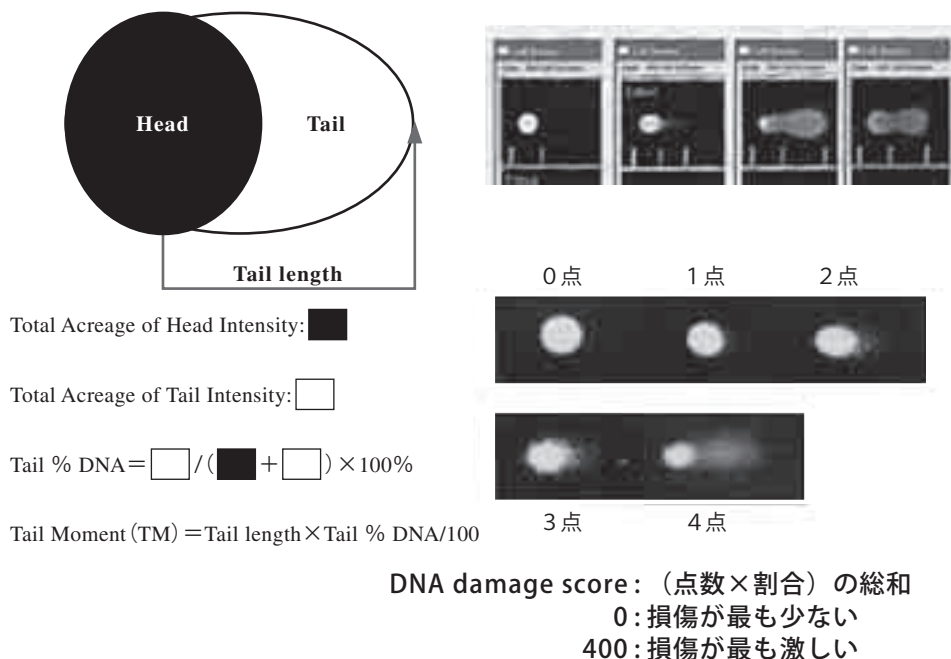 Head
Tail
Tail length
Total Acreage of Head Intensity:
Total Acreage of Tail Intensity:
Tail % DNA= /( + )×100%
Tail Moment (TM) =Tail length×Tail % DNA/100
0点 1点 2点
3点 4点
DNA damage score: (点数×割合) の総和
0:損傷が最も少ない
400:損傷が最も激しい